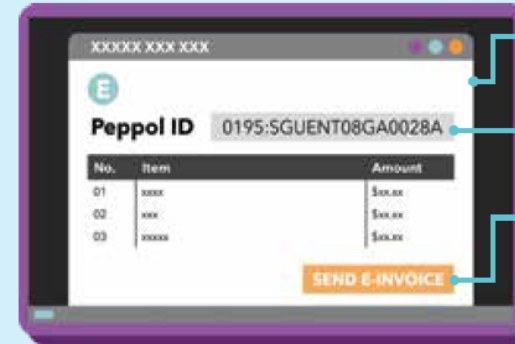 XXXXX XXX XXX
E
Peppol ID 0195:SGUENT08GA0028A
No. Item Amount
01 xxxx $xx.xx
02 xxx $xx.xx
03 xxxxx $xx.xx
SEND E-INVOICE